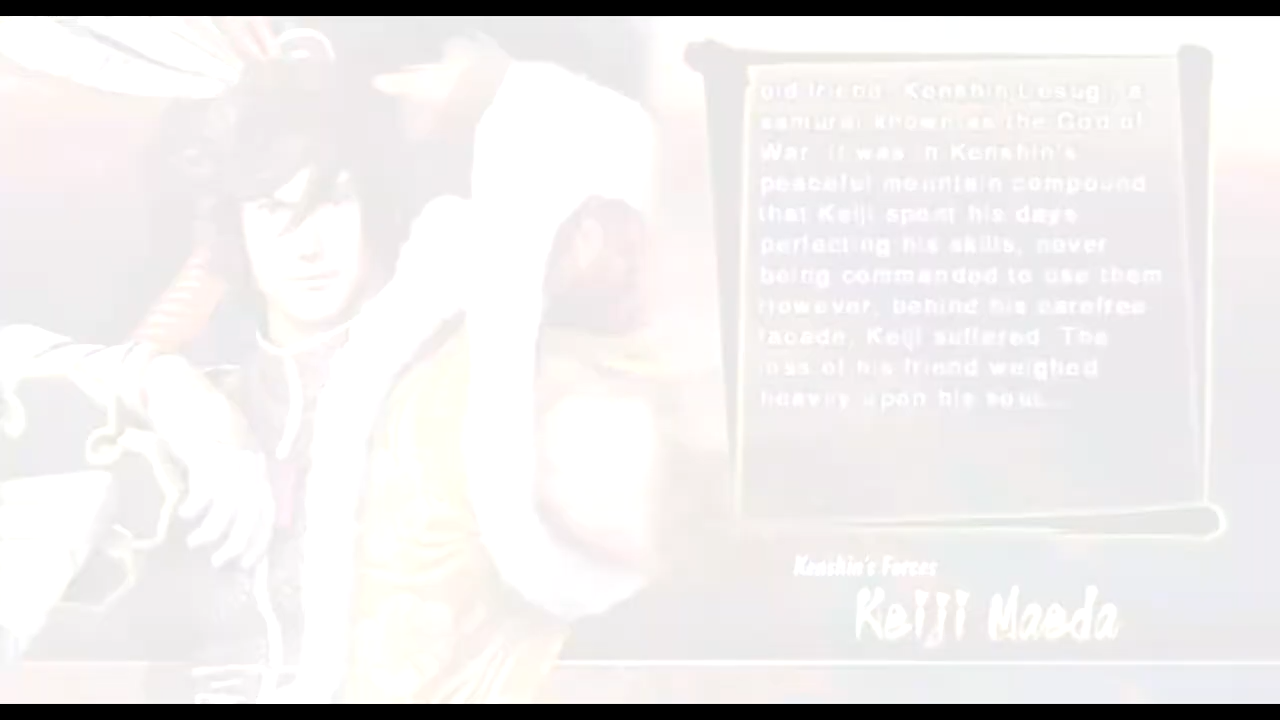 old friend, Kenshin Uesugi, a
samurai known as the God of
War. It was in Kenshin's
peaceful mountain compound
that Keiji spent his days
perfecting his skills, never
being commanded to use them.
However, behind his carefree
facade, Keiji suffered. The
loss of his friend weighed
heavily upon his soul...
Kenshin's Forces
Keiji Maeda